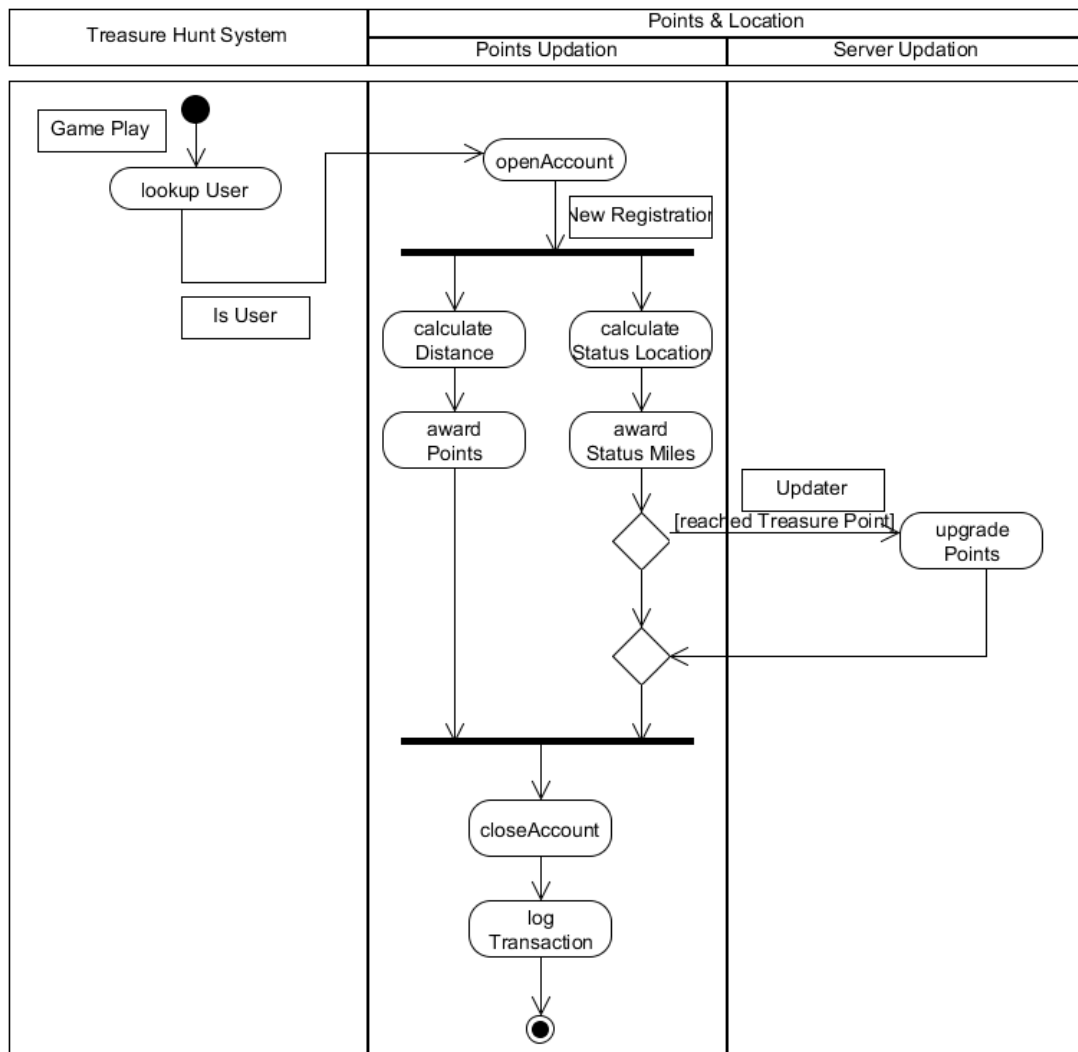 Treasure Hunt System
Points & Location
Points Updation
Server Updation
Game Play
lookup User
openAccount
New Registration
Is User
calculate
Distance
calculate
Status Location
award
Points
award
Status Miles
Updater
[reached Treasure Point]
upgrade
Points
closeAccount
log
Transaction